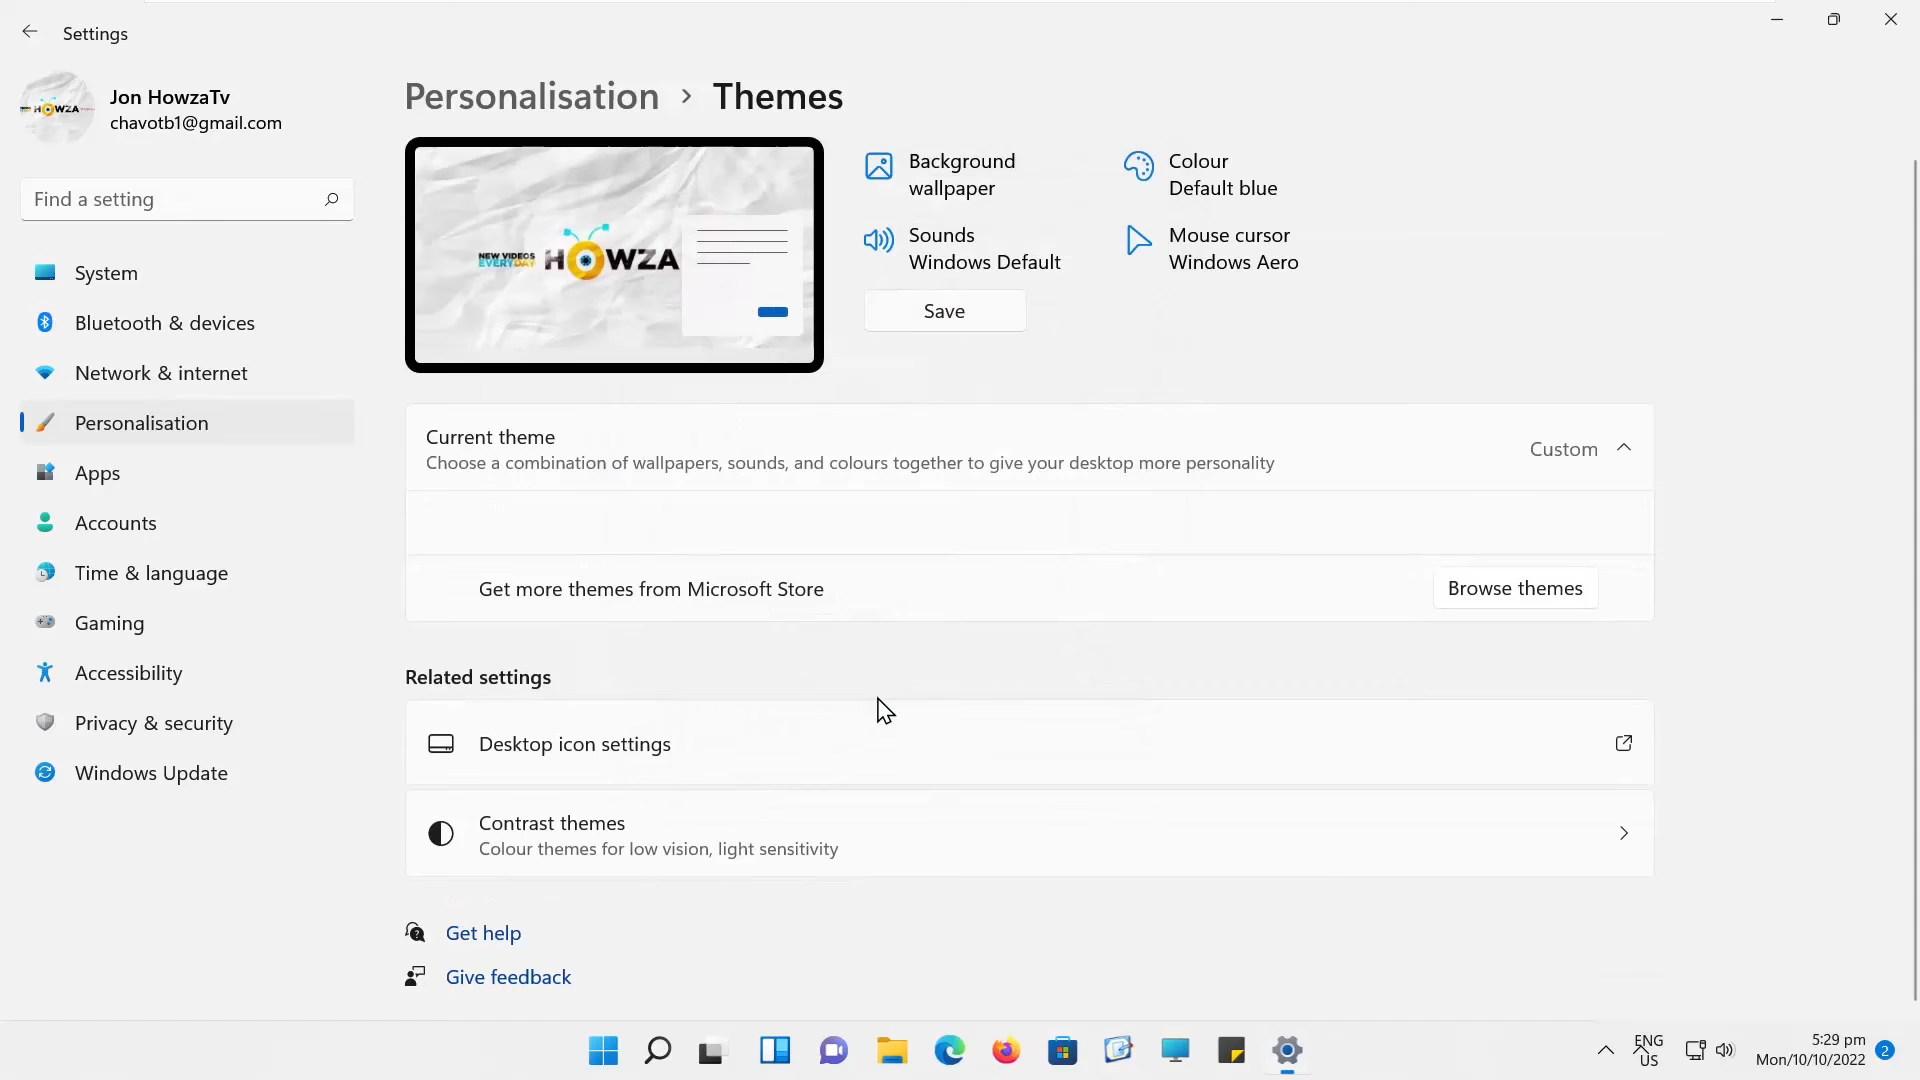 Settings
Jon HowzaTv
chavotb1@gmail.com
Find a setting
System
Bluetooth & devices
Network & internet
Personalisation
Apps
Accounts
Time & language
Gaming
Accessibility
Privacy & security
Windows Update
Personalisation > Themes
NEW VIDEOS
EVERYDAY
HOWZA
Background
wallpaper
Colour
Default blue
Sounds
Windows Default
Mouse cursor
Windows Aero
Save
Current theme
Choose a combination of wallpapers, sounds, and colours together to give your desktop more personality
Custom
Get more themes from Microsoft Store
Browse themes
Related settings
Desktop icon settings
Contrast themes
Colour themes for low vision, light sensitivity
Get help
Give feedback
ENG
US
5:29 pm
Mon/10/10/2022
2